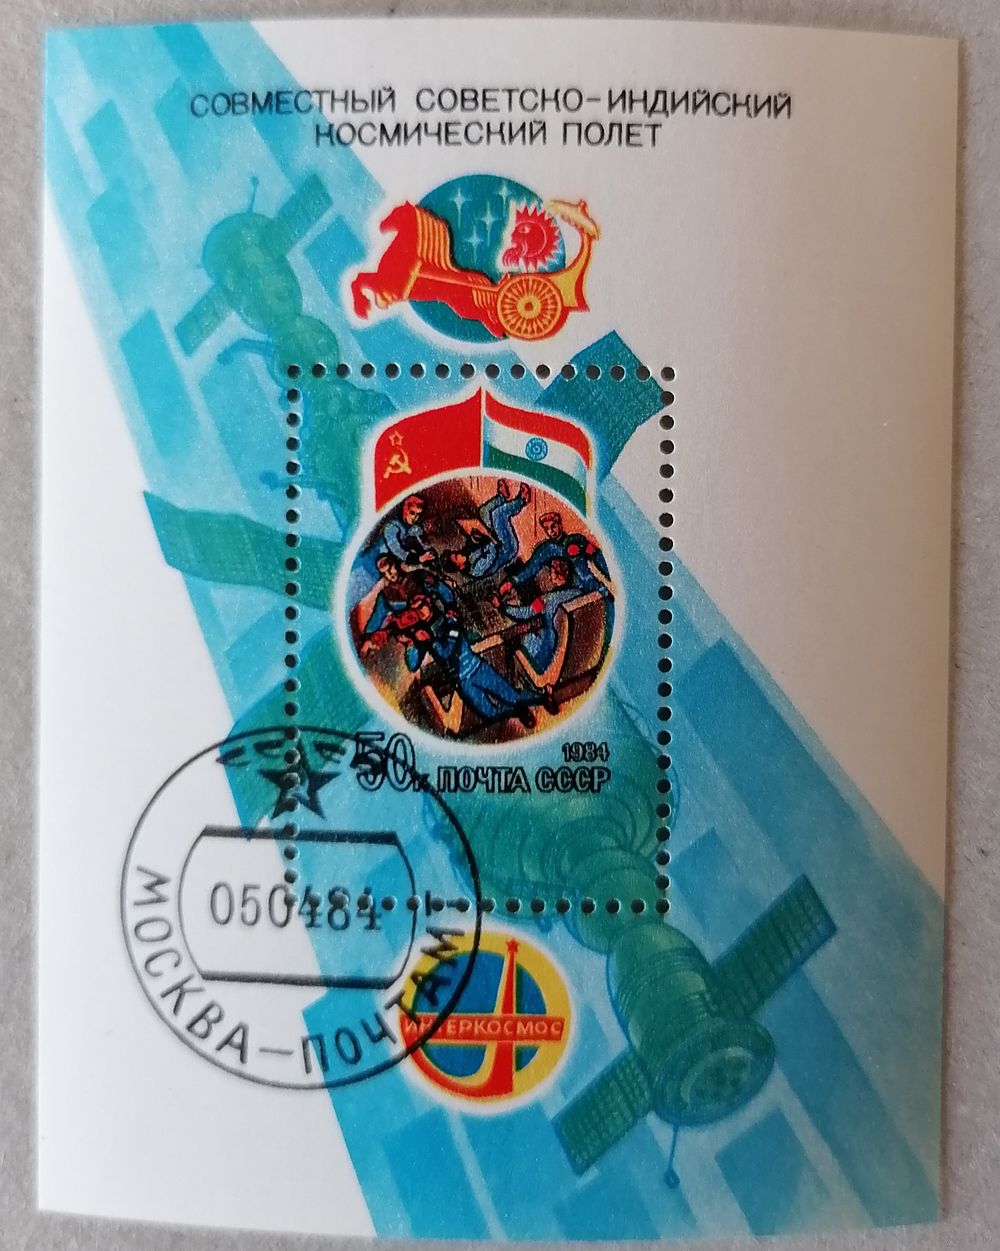 СОВМЕСТНЫЙ СОВЕТСКО-ИНДИЙСКИЙ
КОСМИЧЕСКИЙ ПОЛЕТ
1984
50к ПОЧТА СССР
050484
МОСКВА-ПОЧТАМТ
ИНТЕРКОСМОС